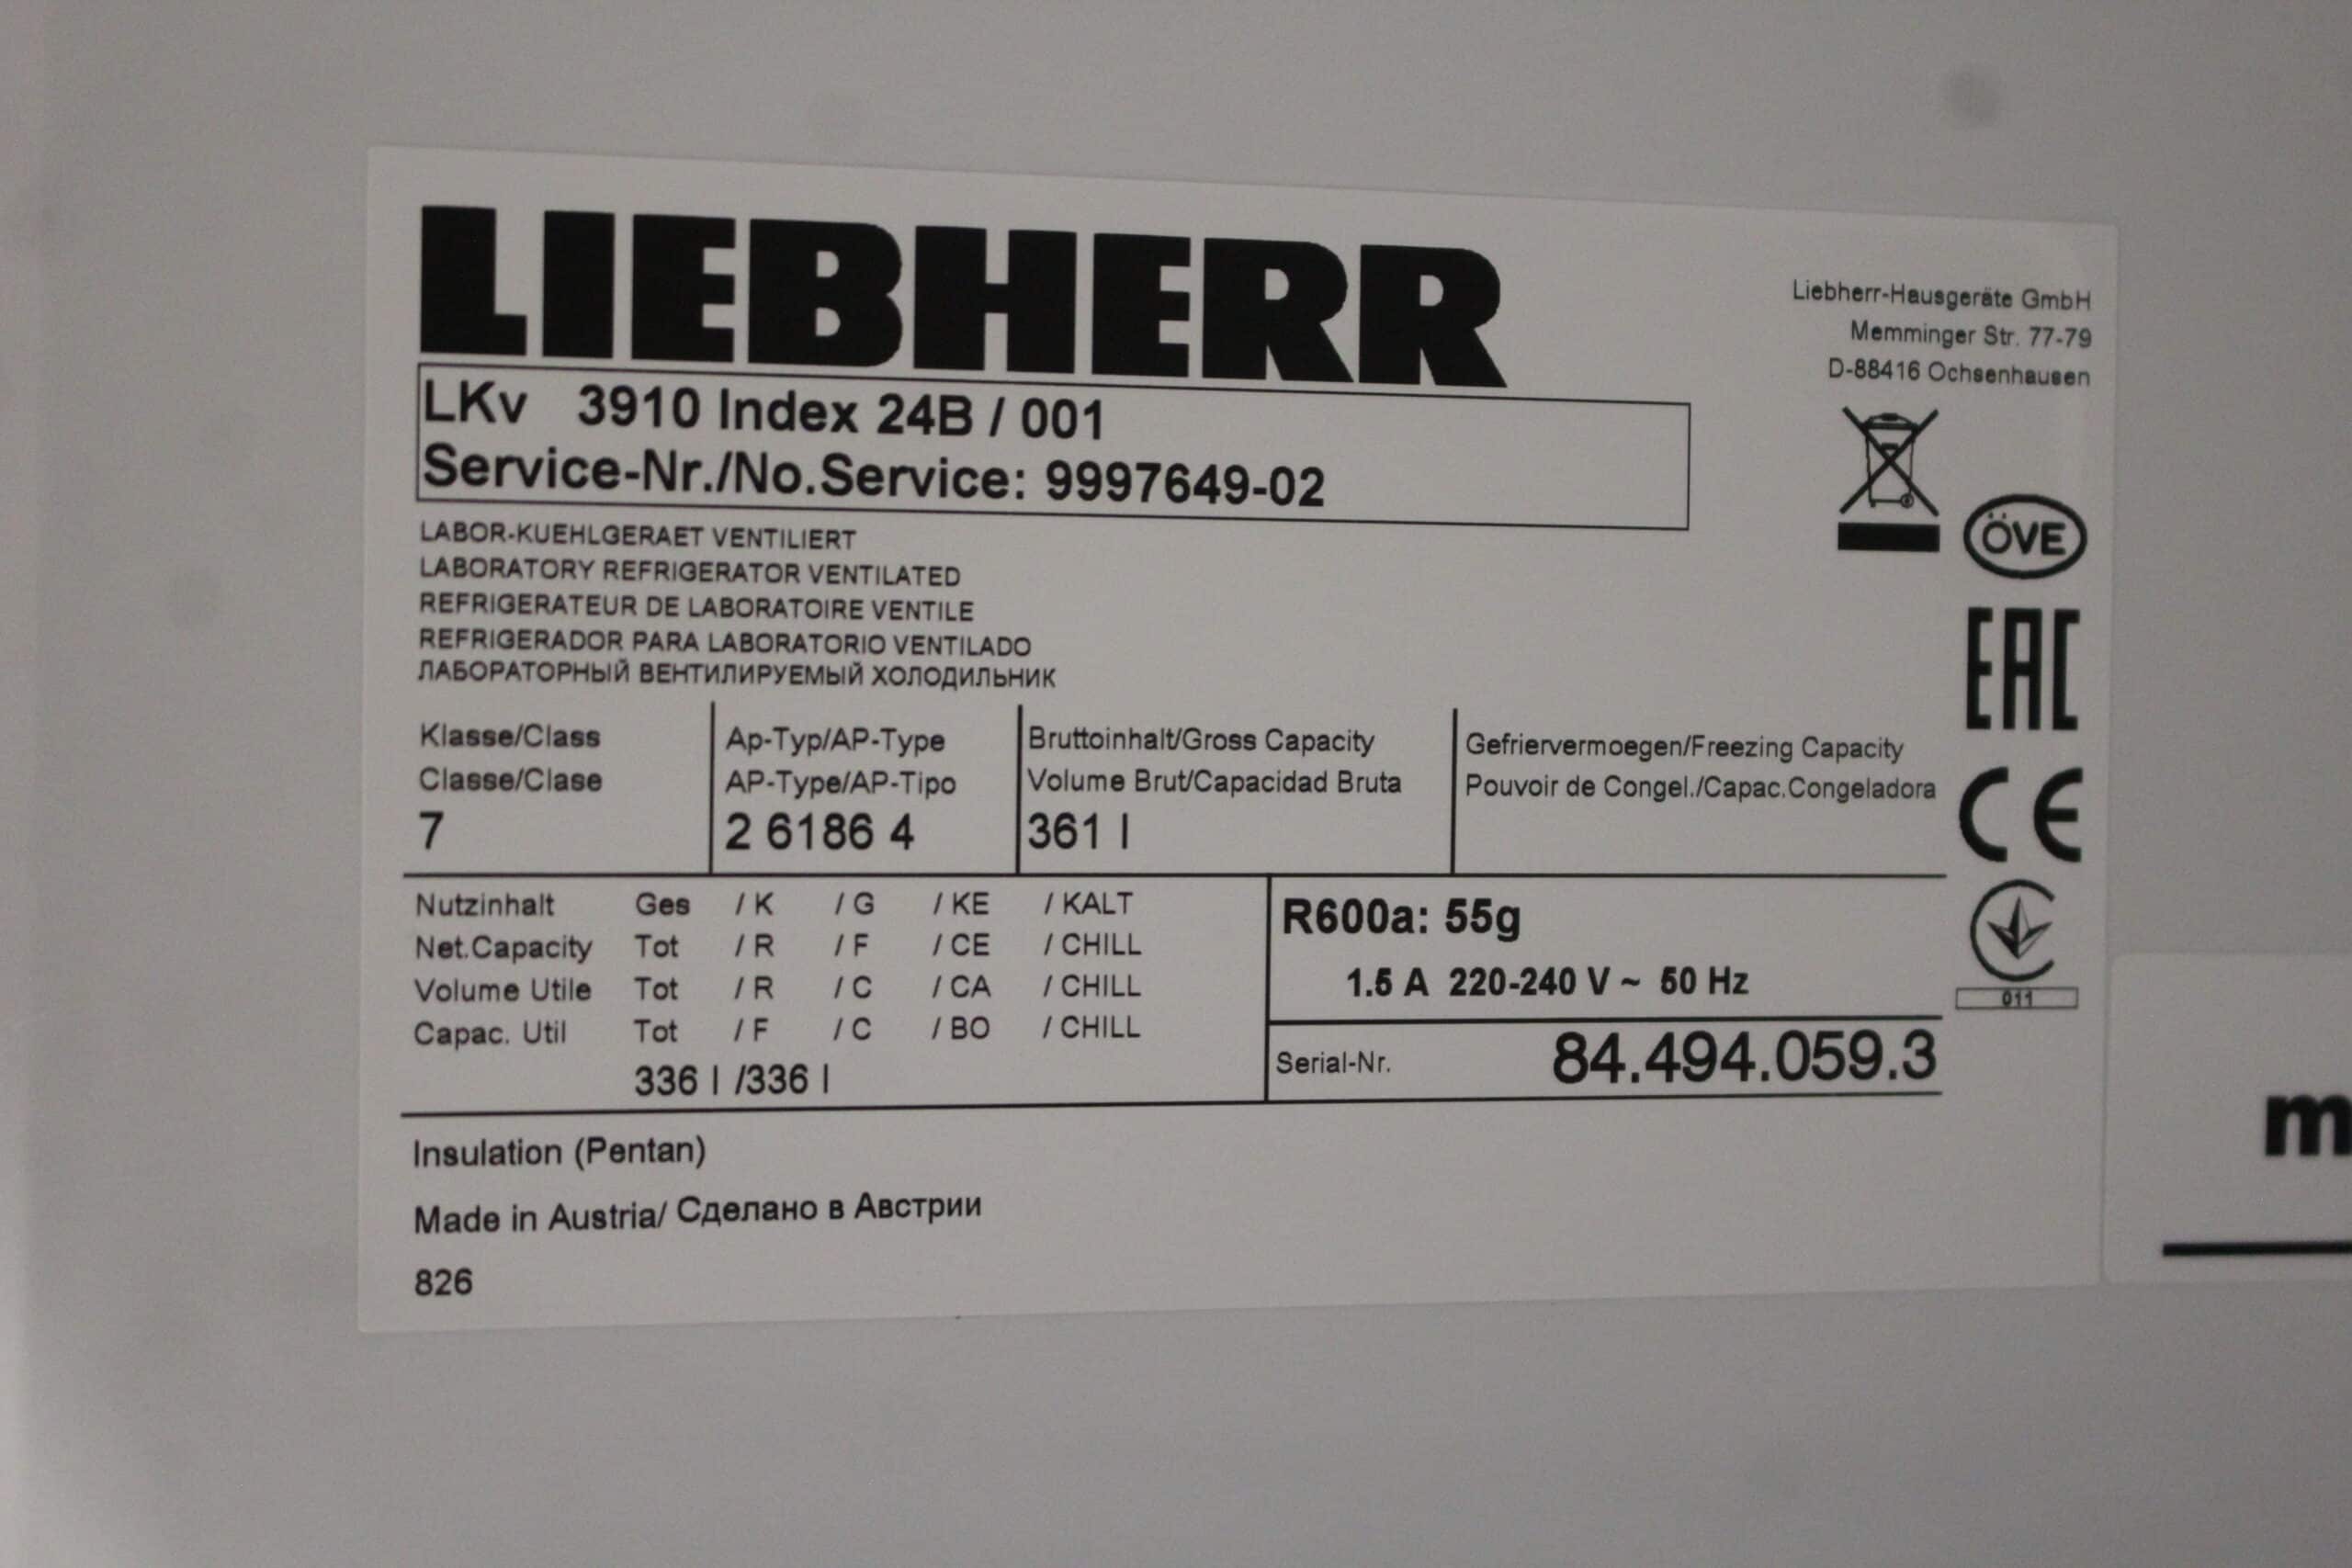 LIEBHERR
Liebherr-Hausgeräte GmbH
Memminger Str. 77-79
D-88416 Ochsenhausen
LKv 3910 Index 24B / 001
Service-Nr./No.Service: 9997649-02
LABOR-KUEHLGERAET VENTILIERT
LABORATORY REFRIGERATOR VENTILATED
REFRIGERATEUR DE LABORATOIRE VENTILE
REFRIGERADOR PARA LABORATORIO VENTILADO
ЛАБОРАТОРНЫЙ ВЕНТИЛИРУЕМЫЙ ХОЛОДИЛЬНИК
ÖVE
EAC
CE
011
Klasse/Class
Classe/Clase
7
Ap-Typ/AP-Type
AP-Type/AP-Tipo
2 6186 4
Bruttoinhalt/Gross Capacity
Volume Brut/Capacidad Bruta
361 l
Gefriervermoegen/Freezing Capacity
Pouvoir de Congel./Capac.Congeladora
Nutzinhalt Ges / K / G / KE / KALT
Net.Capacity Tot / R / F / CE / CHILL
Volume Utile Tot / R / C / CA / CHILL
Capac. Util Tot / F / C / BO / CHILL
336 l /336 l
R600a: 55g
1.5 A 220-240 V ~ 50 Hz
Serial-Nr. 84.494.059.3
Insulation (Pentan)
Made in Austria/ Сделано в Австрии
826
m